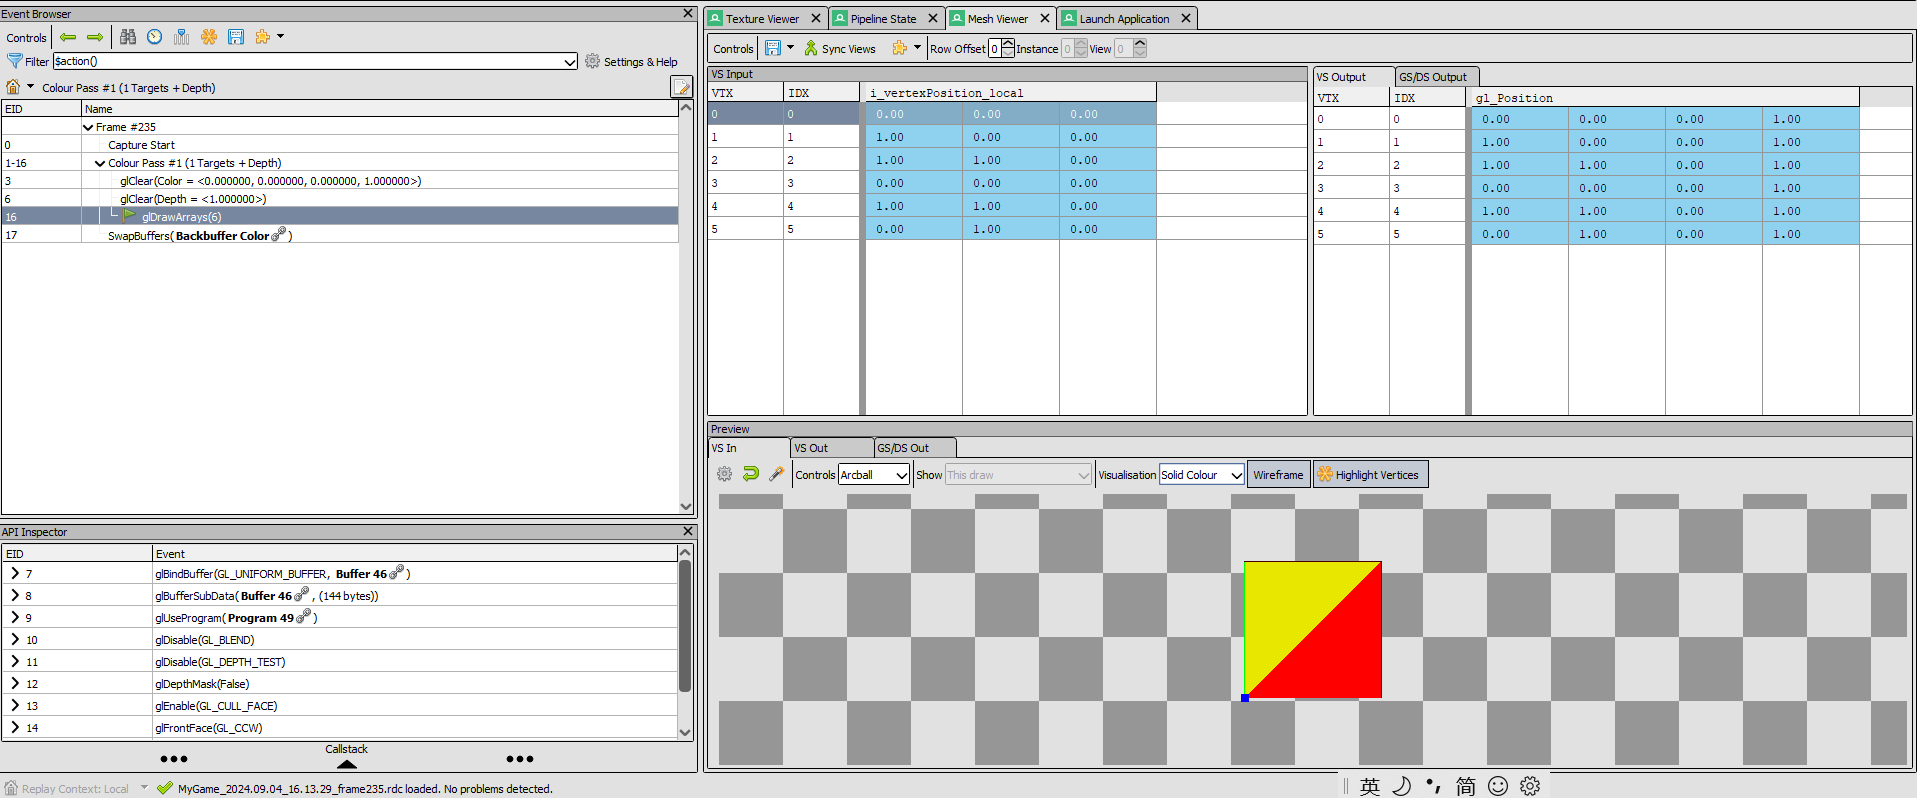 Event Browser
Controls
Filter $action() Settings & Help
Colour Pass #1 (1 Targets + Depth)
EID Name
Frame #235
0 Capture Start
1-16 Colour Pass #1 (1 Targets + Depth)
3 glClear(Color = <0.000000, 0.000000, 0.000000, 1.000000>)
6 glClear(Depth = <1.000000>)
16 glDrawArrays(6)
17 SwapBuffers( Backbuffer Color )
API Inspector
EID Event
7 glBindBuffer(GL_UNIFORM_BUFFER, Buffer 46 )
8 glBufferSubData( Buffer 46 , (144 bytes))
9 glUseProgram( Program 49 )
10 glDisable(GL_BLEND)
11 glDisable(GL_DEPTH_TEST)
12 glDepthMask(False)
13 glEnable(GL_CULL_FACE)
14 glFrontFace(GL_CCW)
Callstack
Texture Viewer Pipeline State Mesh Viewer Launch Application
Controls Sync Views Row Offset 0 Instance 0 View 0
VS Input
VTX IDX i_vertexPosition_local
0 0 0.00 0.00 0.00
1 1 1.00 0.00 0.00
2 2 1.00 1.00 0.00
3 3 0.00 0.00 0.00
4 4 1.00 1.00 0.00
5 5 0.00 1.00 0.00
VS Output GS/DS Output
VTX IDX gl_Position
0 0 0.00 0.00 0.00 1.00
1 1 1.00 0.00 0.00 1.00
2 2 1.00 1.00 0.00 1.00
3 3 0.00 0.00 0.00 1.00
4 4 1.00 1.00 0.00 1.00
5 5 0.00 1.00 0.00 1.00
Preview
VS In VS Out GS/DS Out
Controls Arcball Show This draw Visualisation Solid Colour Wireframe Highlight Vertices
Replay Context: Local MyGame_2024.09.04_16.13.29_frame235.rdc loaded. No problems detected.
英 简